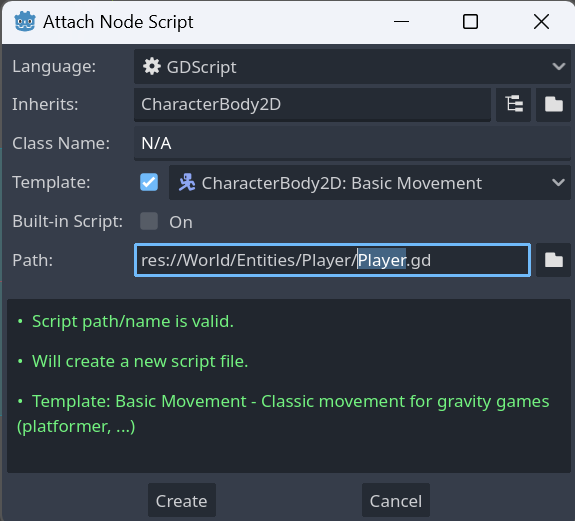 Attach Node Script
Language:
GDScript
Inherits:
CharacterBody2D
Class Name:
N/A
Template:
CharacterBody2D: Basic Movement
Built-in Script:
On
Path:
res://World/Entities/Player/Player.gd
• Script path/name is valid.
• Will create a new script file.
• Template: Basic Movement - Classic movement for gravity games
(platformer, ...)
Create
Cancel